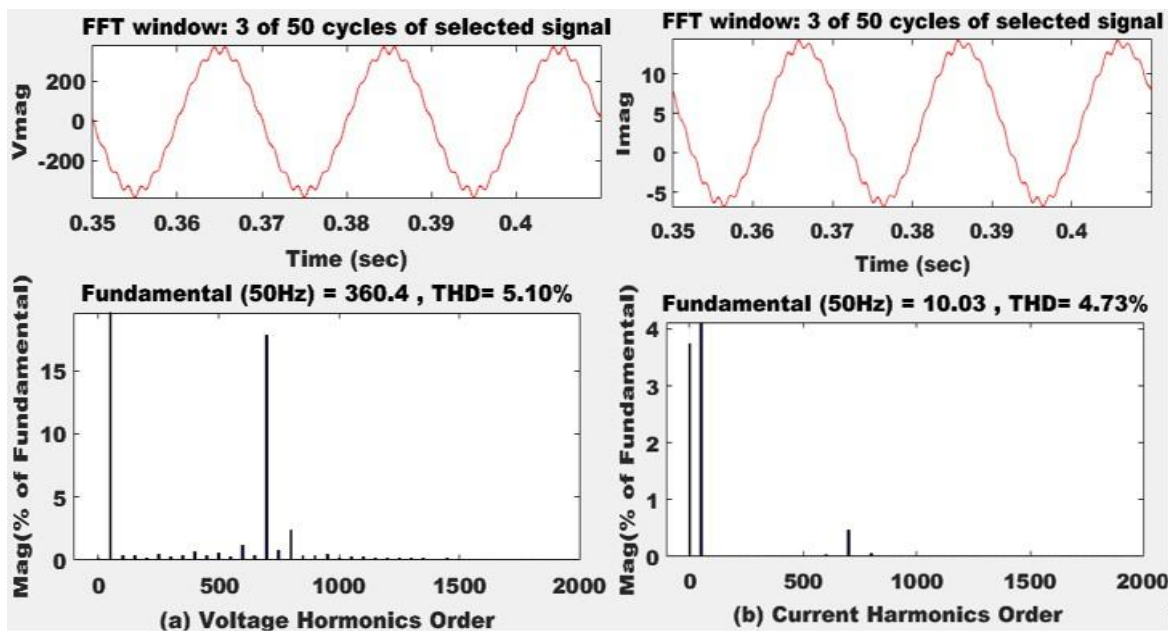 FFT window: 3 of 50 cycles of selected signal
Vmag
200
0
-200
0.35 0.36 0.37 0.38 0.39 0.4
Time (sec)
Fundamental (50Hz) = 360.4 , THD= 5.10%
Mag(% of Fundamental)
15
10
5
0
0 500 1000 1500 2000
(a) Voltage Hormonics Order
FFT window: 3 of 50 cycles of selected signal
Imag
10
5
0
-5
0.35 0.36 0.37 0.38 0.39 0.4
Time (sec)
Fundamental (50Hz) = 10.03 , THD= 4.73%
Mag(% of Fundamental)
4
3
2
1
0
0 500 1000 1500 2000
(b) Current Harmonics Order